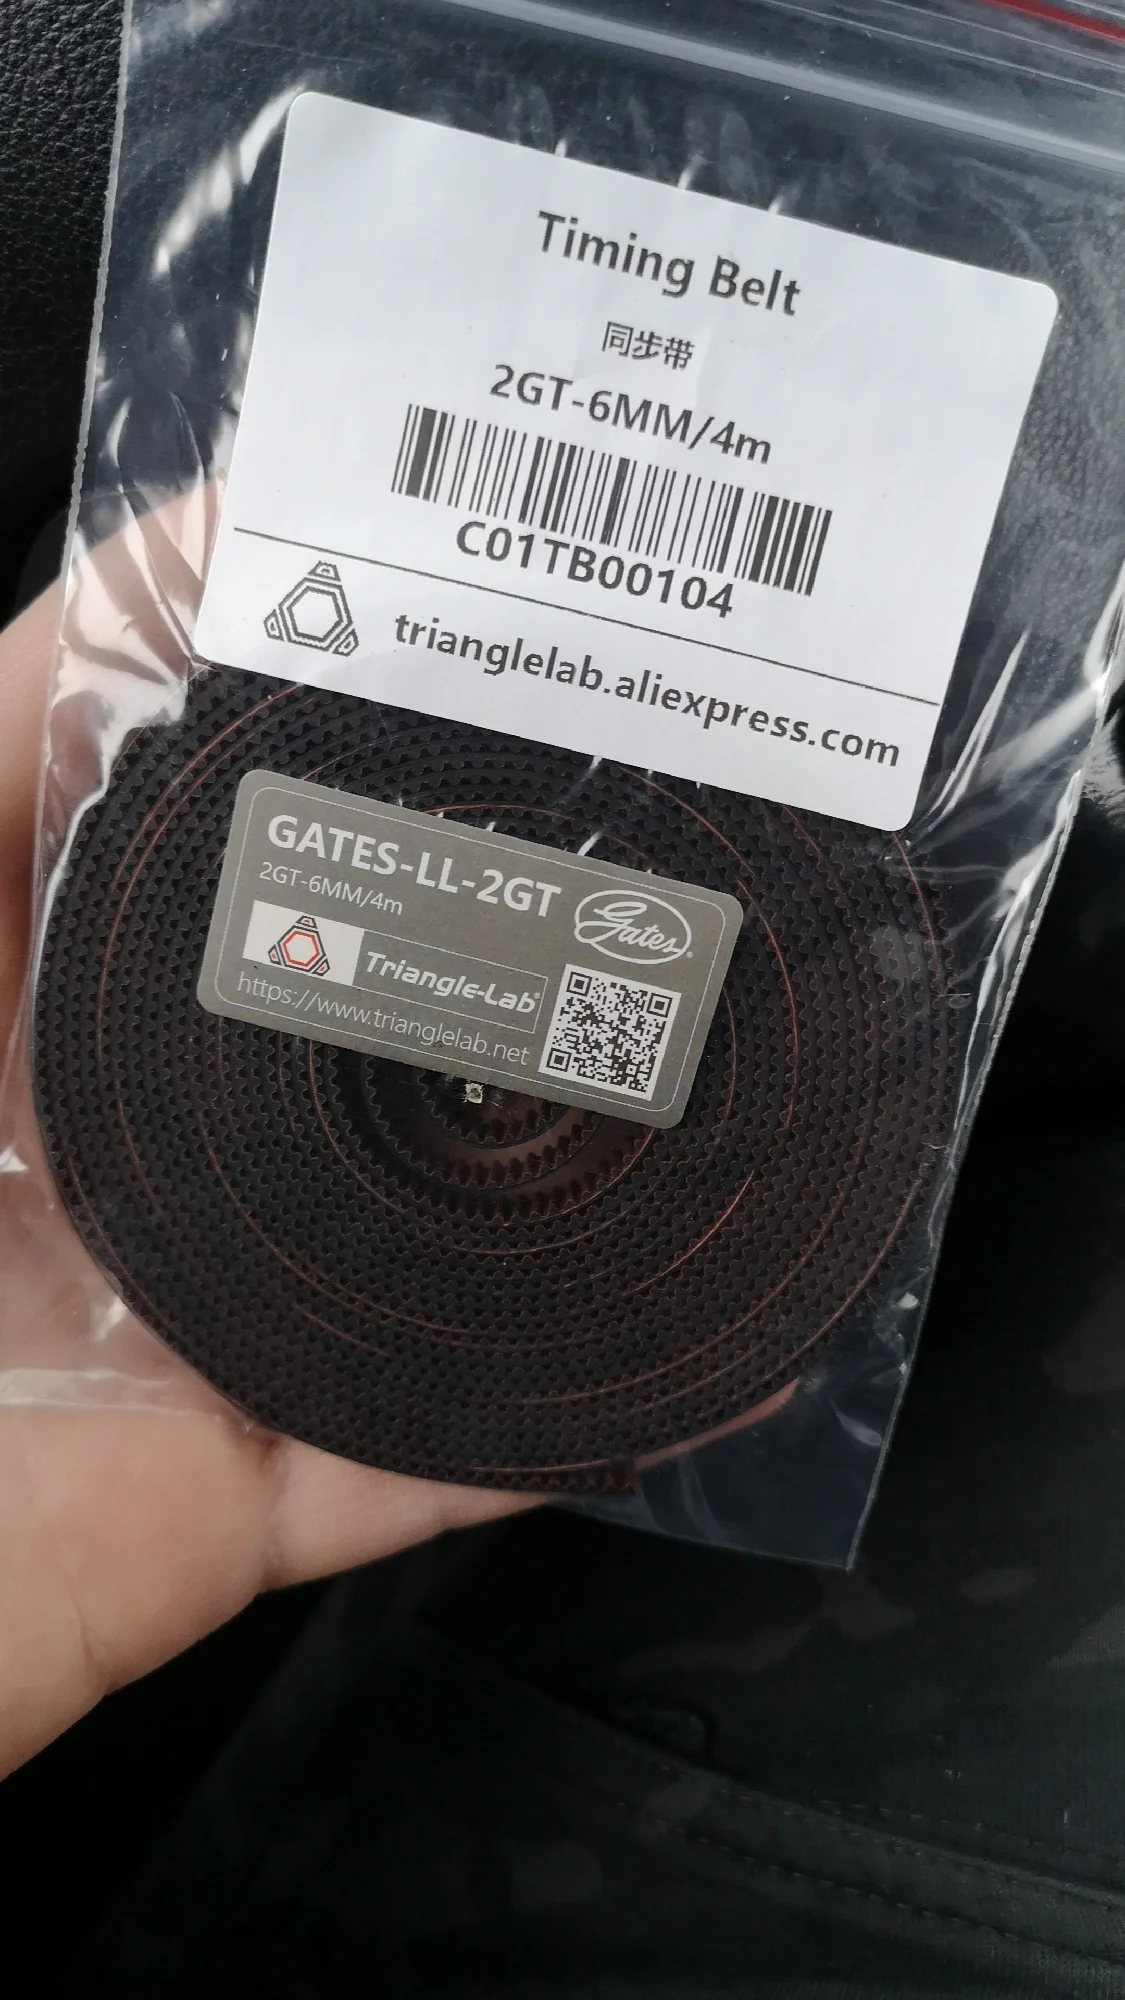 Timing Belt
同步带
2GT-6MM/4m
C01TB00104
trianglelab.aliexpress.com
GATES-LL-2GT
2GT-6MM/4m
Gates®
Triangle-Lab®
https://www.trianglelab.net